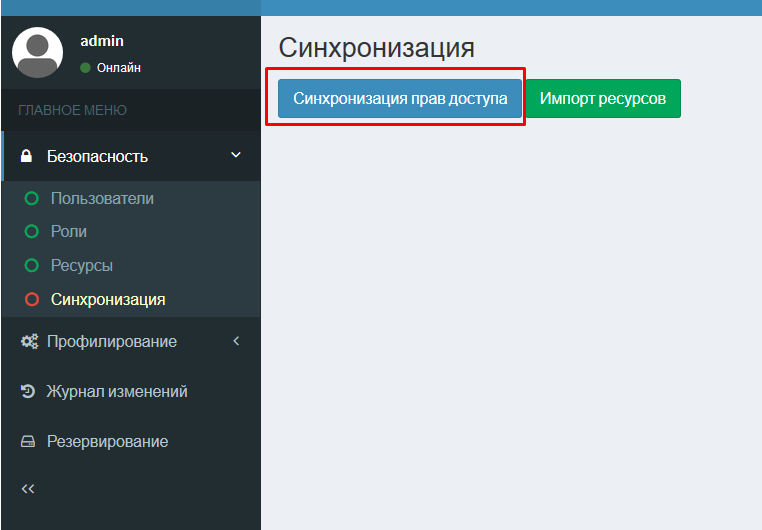 admin
Онлайн
ГЛАВНОЕ МЕНЮ
Безопасность
Пользователи
Роли
Ресурсы
Синхронизация
Профилирование
Журнал изменений
Резервирование
Синхронизация
Синхронизация прав доступа
Импорт ресурсов